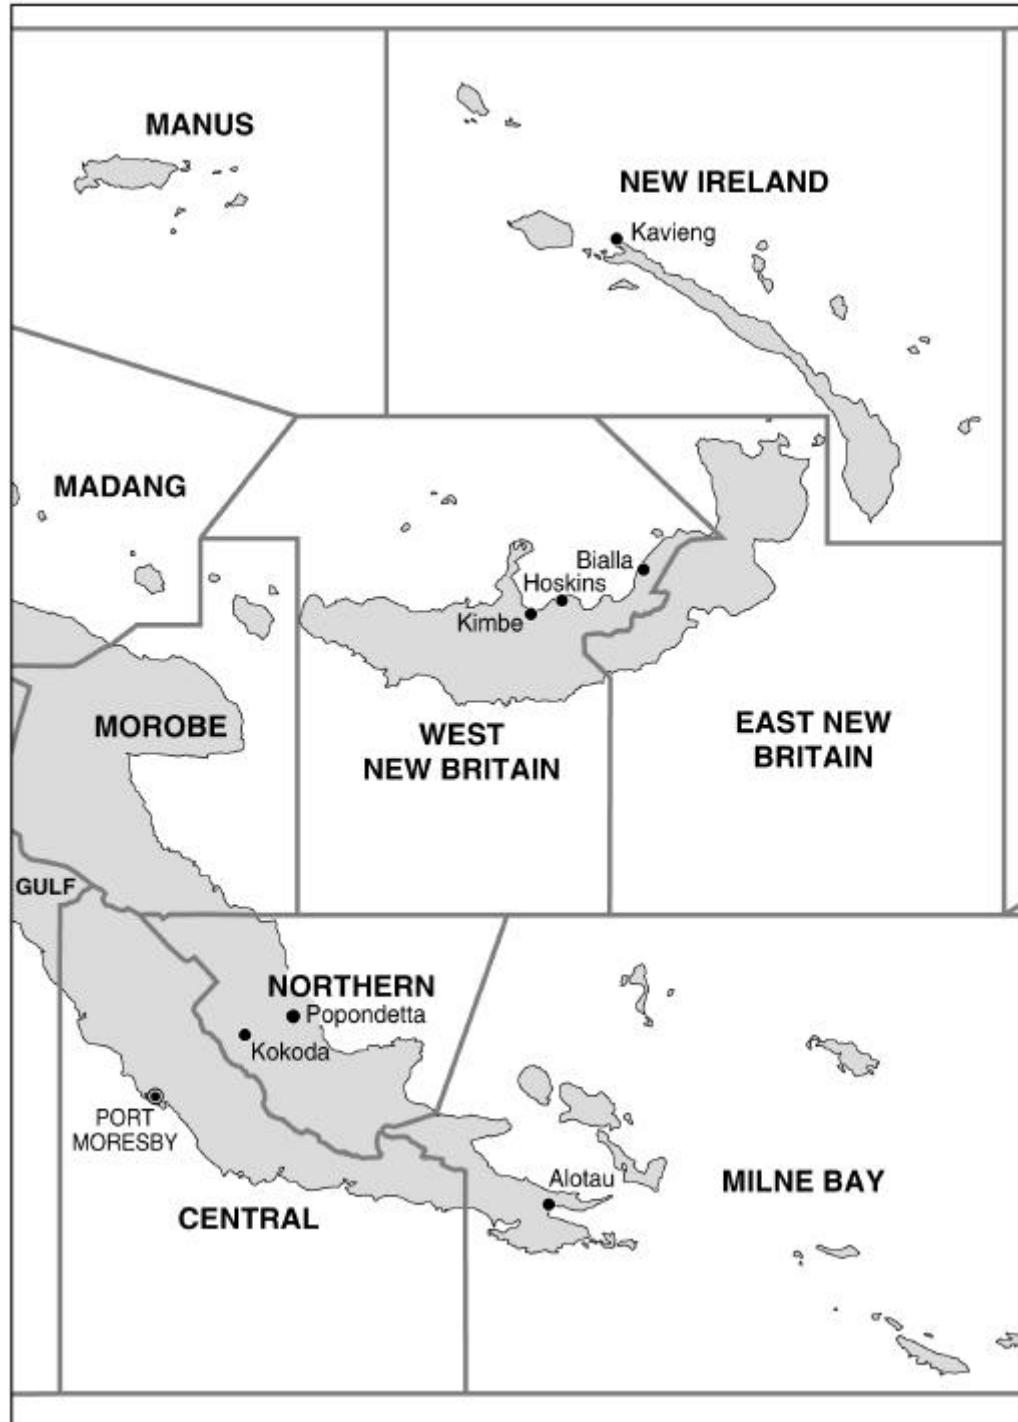 MANUS
NEW IRELAND
Kavieng
MADANG
Bialla
Hoskins
Kimbe
MOROBE
WEST
NEW BRITAIN
EAST NEW
BRITAIN
GULF
NORTHERN
Popondetta
Kokoda
PORT
MORESBY
Alotau
MILNE BAY
CENTRAL